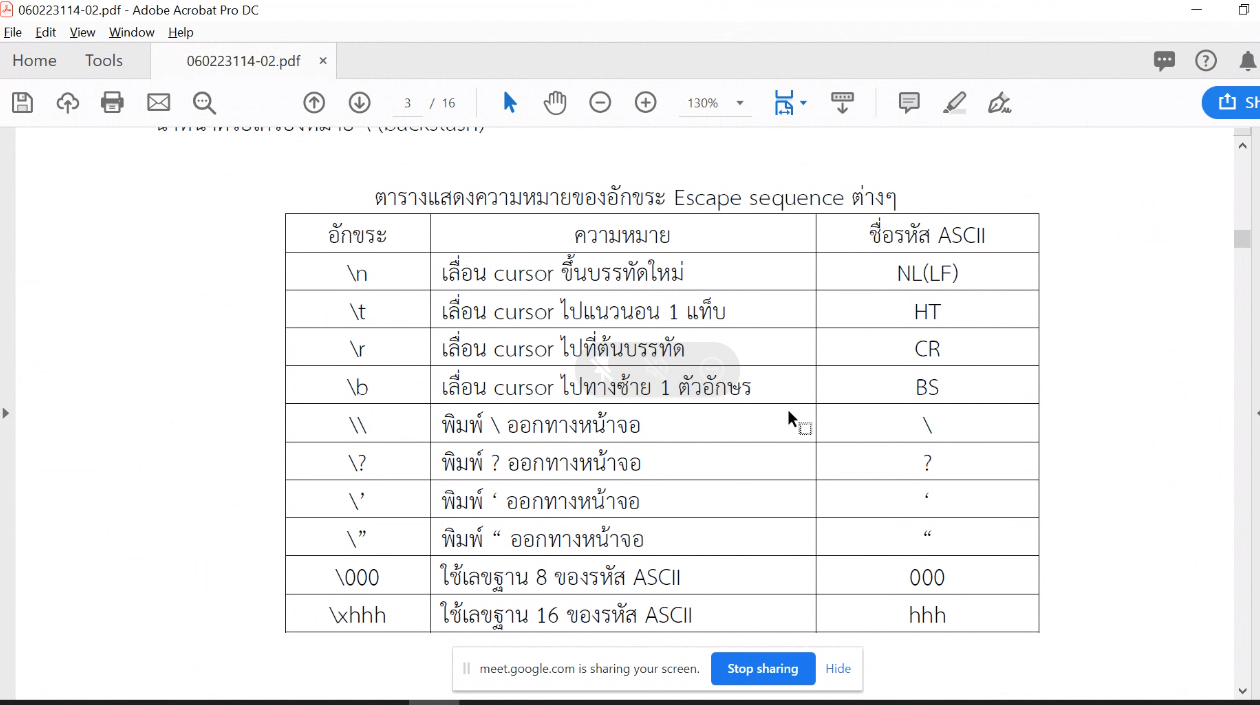 060223114-02.pdf - Adobe Acrobat Pro DC
File Edit View Window Help
Home Tools 060223114-02.pdf ×
3 / 16 130% Sh
\ (backslash)
ตารางแสดงความหมายของอักขระ Escape sequence ต่างๆ
อักขระ ความหมาย ชื่อรหัส ASCII
\n เลื่อน cursor ขึ้นบรรทัดใหม่ NL(LF)
\t เลื่อน cursor ไปแนวนอน 1 แท็บ HT
\r เลื่อน cursor ไปที่ต้นบรรทัด CR
\b เลื่อน cursor ไปทางซ้าย 1 ตัวอักษร BS
\\ พิมพ์ \ ออกทางหน้าจอ \
\? พิมพ์ ? ออกทางหน้าจอ ?
\’ พิมพ์ ‘ ออกทางหน้าจอ ‘
\” พิมพ์ “ ออกทางหน้าจอ “
\000 ใช้เลขฐาน 8 ของรหัส ASCII 000
\xhhh ใช้เลขฐาน 16 ของรหัส ASCII hhh
meet.google.com is sharing your screen. Stop sharing Hide